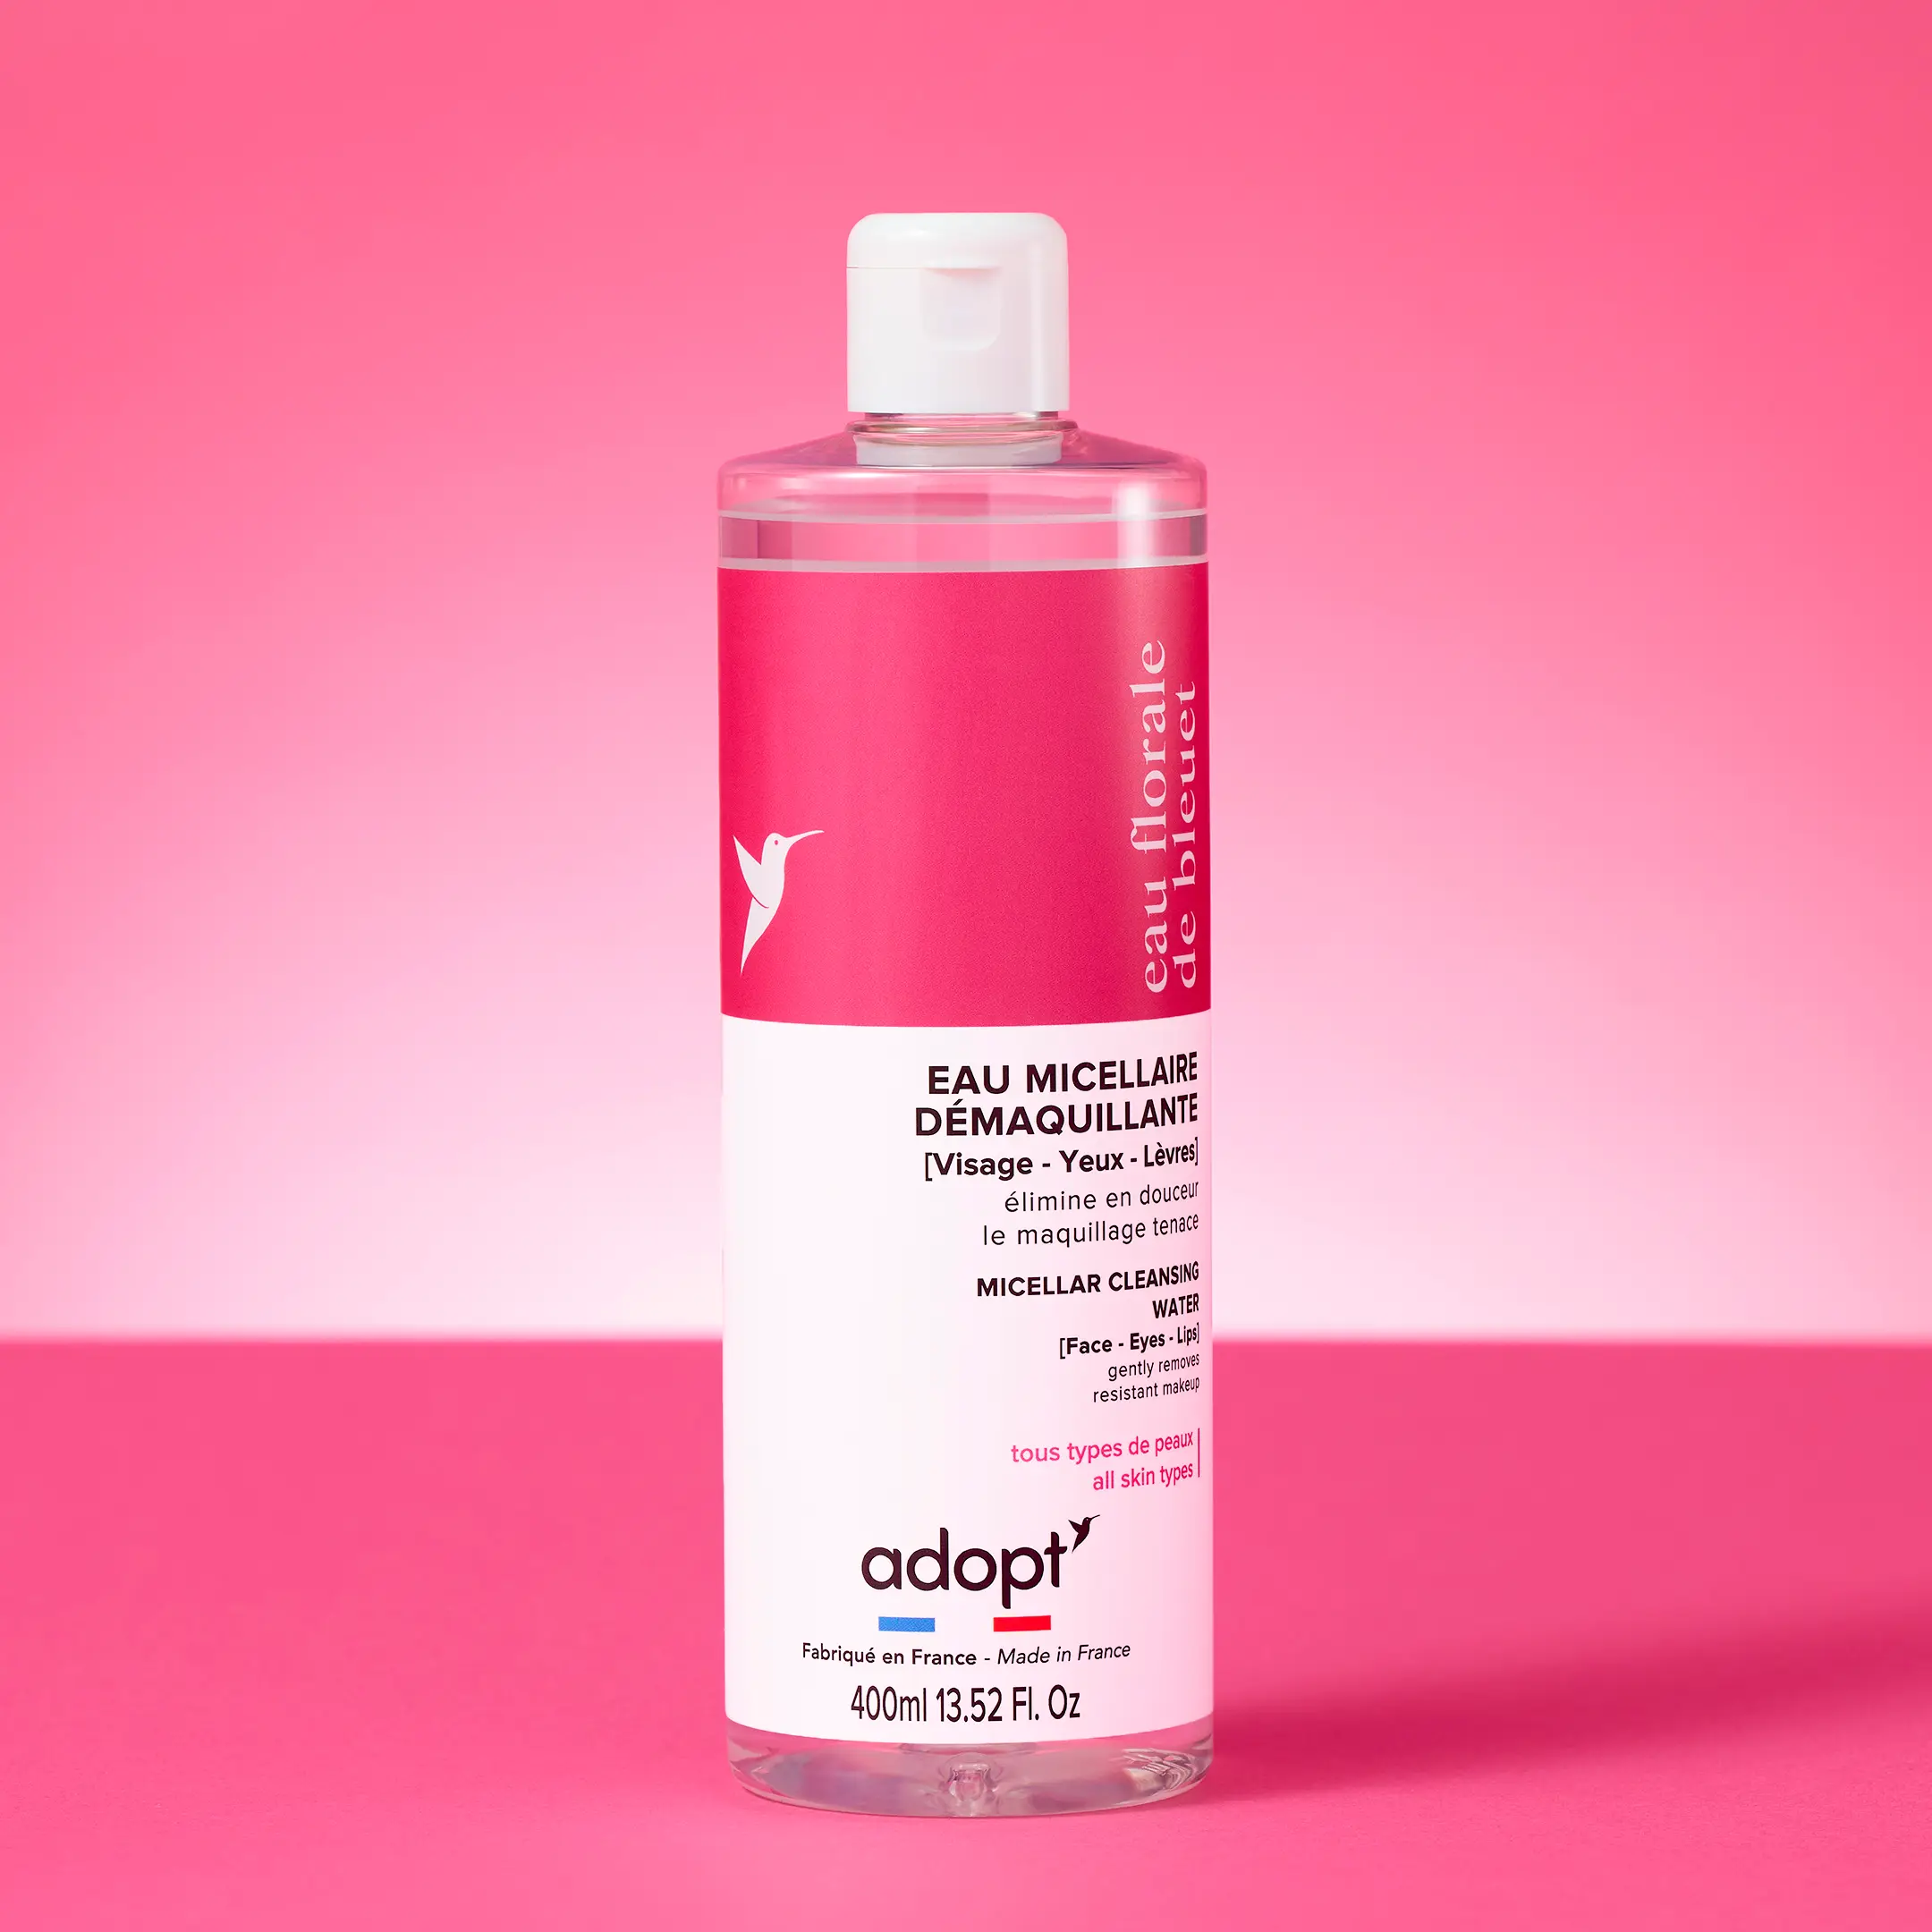 eau florale
de bleuet
EAU MICELLAIRE
DÉMAQUILLANTE
[Visage - Yeux - Lèvres]
élimine en douceur
le maquillage tenace
MICELLAR CLEANSING
WATER
[Face - Eyes - Lips]
gently removes
resistant makeup
tous types de peaux
all skin types
adopt
Fabriqué en France - Made in France
400ml 13.52 Fl. Oz